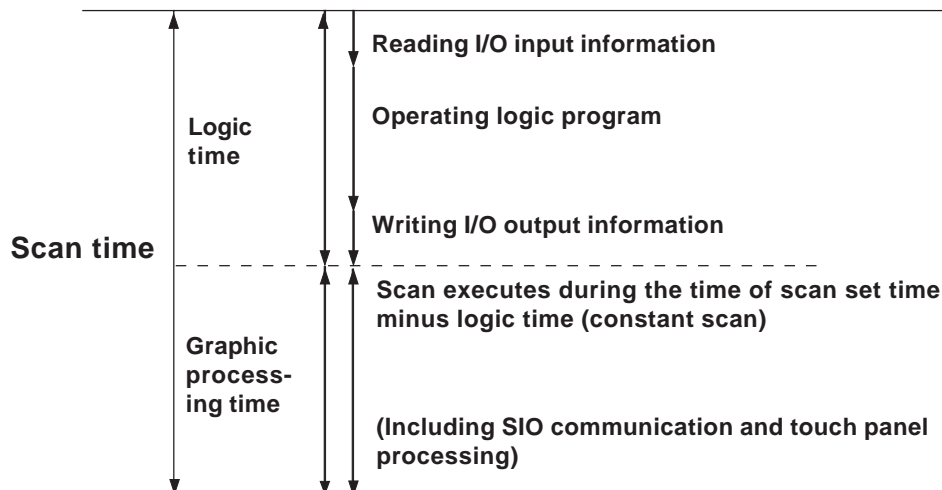 Reading I/O input information
Operating logic program
Logic
time
Writing I/O output information
Scan time
Scan executes during the time of scan set time
minus logic time (constant scan)
Graphic
process-
ing time
(Including SIO communication and touch panel
processing)